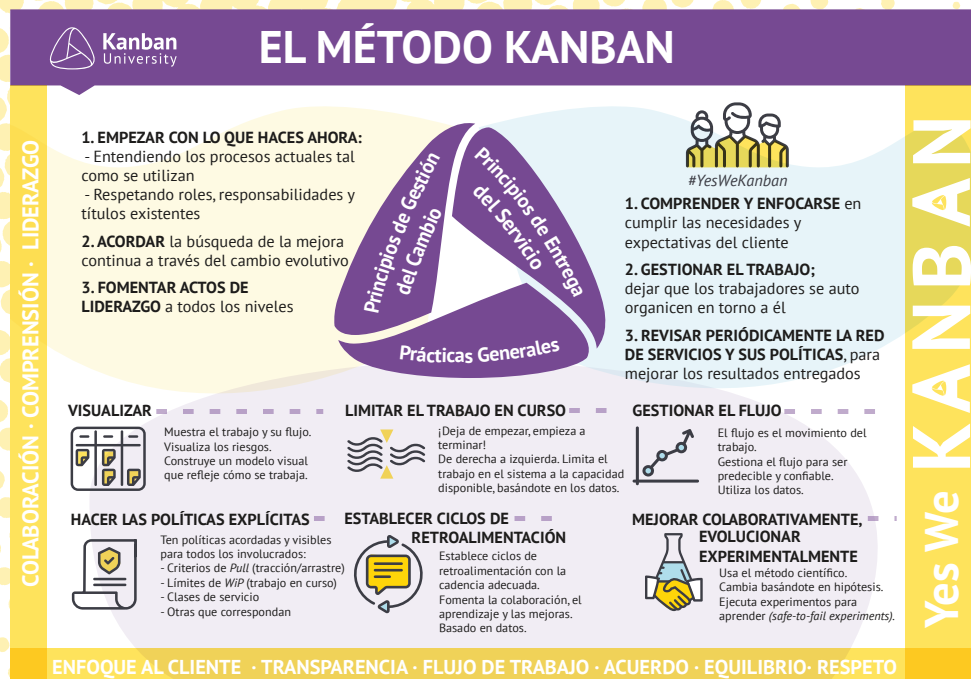 Kanban
University
EL MÉTODO KANBAN
COLABORACIÓN · COMPRENSIÓN · LIDERAZGO
1. EMPEZAR CON LO QUE HACES AHORA:
- Entendiendo los procesos actuales tal
como se utilizan
- Respetando roles, responsabilidades y
títulos existentes
2. ACORDAR la búsqueda de la mejora
continua a través del cambio evolutivo
3. FOMENTAR ACTOS DE
LIDERAZGO a todos los niveles
Principios de Gestión
del Cambio
Principios de Entrega
del Servicio
Prácticas Generales
#YesWeKanban
1. COMPRENDER Y ENFOCARSE en
cumplir las necesidades y
expectativas del cliente
2. GESTIONAR EL TRABAJO;
dejar que los trabajadores se auto
organicen en torno a él
3. REVISAR PERIÓDICAMENTE LA RED
DE SERVICIOS Y SUS POLÍTICAS, para
mejorar los resultados entregados
VISUALIZAR
Muestra el trabajo y su flujo.
Visualiza los riesgos.
Construye un modelo visual
que refleje cómo se trabaja.
LIMITAR EL TRABAJO EN CURSO
¡Deja de empezar, empieza a
terminar!
De derecha a izquierda. Limita el
trabajo en el sistema a la capacidad
disponible, basándote en los datos.
GESTIONAR EL FLUJO
El flujo es el movimiento del
trabajo.
Gestiona el flujo para ser
predecible y confiable.
Utiliza los datos.
HACER LAS POLÍTICAS EXPLÍCITAS
Ten políticas acordadas y visibles
para todos los involucrados:
- Criterios de Pull (tracción/arrastre)
- Límites de WiP (trabajo en curso)
- Clases de servicio
- Otras que correspondan
ESTABLECER CICLOS DE
RETROALIMENTACIÓN
Establece ciclos de
retroalimentación con la
cadencia adecuada.
Fomenta la colaboración, el
aprendizaje y las mejoras.
Basado en datos.
MEJORAR COLABORATIVAMENTE,
EVOLUCIONAR
EXPERIMENTALMENTE
Usa el método científico.
Cambia basándote en hipótesis.
Ejecuta experimentos para
aprender (safe-to-fail experiments).
Yes We KANBAN
ENFOQUE AL CLIENTE · TRANSPARENCIA · FLUJO DE TRABAJO · ACUERDO · EQUILIBRIO· RESPETO